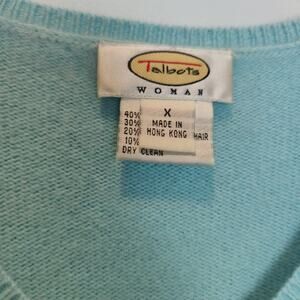 Talbots
WOMAN
X
40%
30% MADE IN
20% HONG KONG HAIR
10%
DRY CLEAN